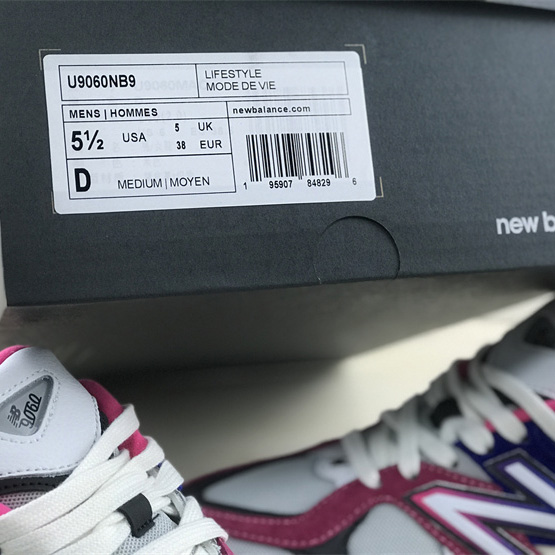 U9060NB9
LIFESTYLE
MODE DE VIE
MENS | HOMMES
newbalance.com
5½ USA 5 UK
38 EUR
D MEDIUM | MOYEN
1 95907 84829 6
new b
9060